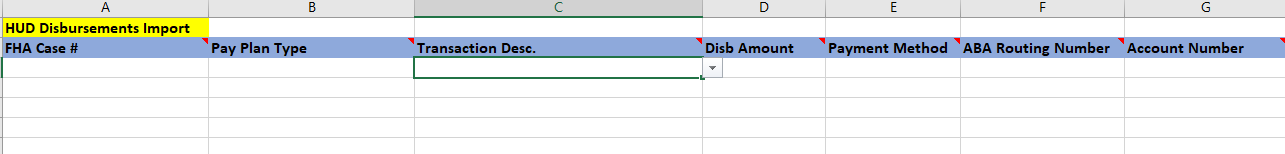 A B C D E F G
HUD Disbursements Import
FHA Case # Pay Plan Type Transaction Desc. Disb Amount Payment Method ABA Routing Number Account Number